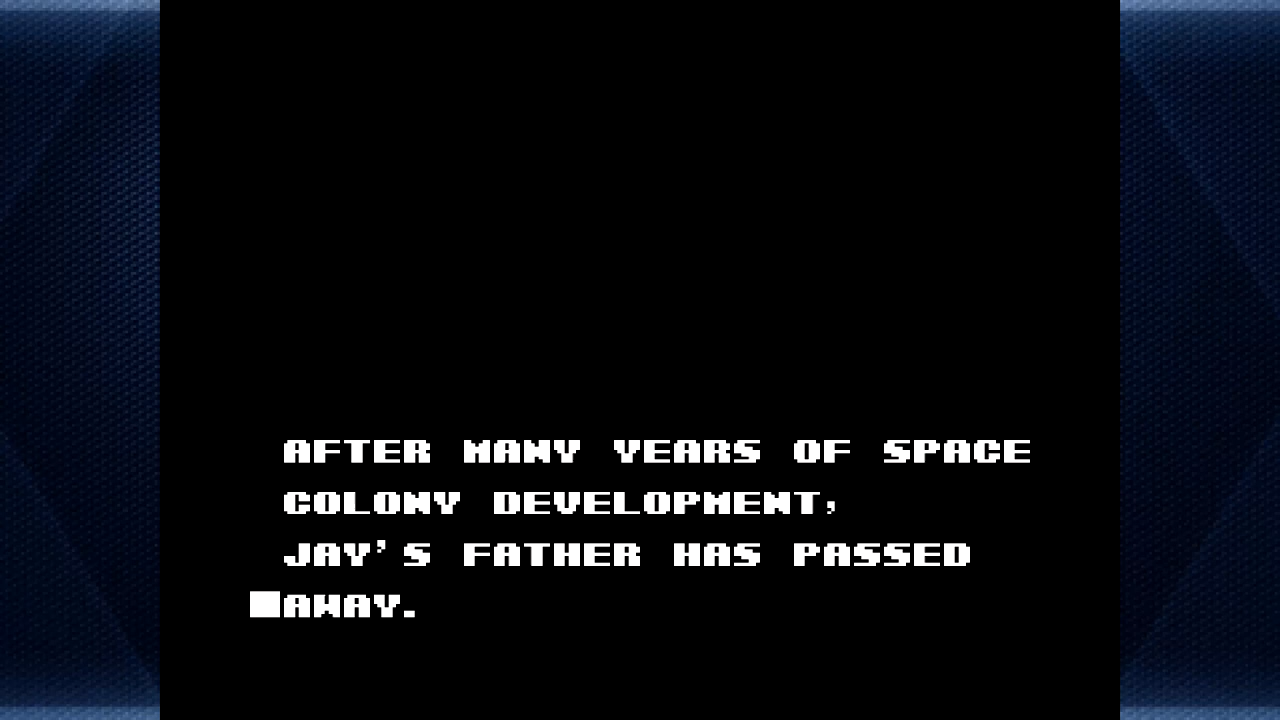 AFTER MANY YEARS OF SPACE
COLONY DEVELOPMENT,
JAY'S FATHER HAS PASSED
AWAY.